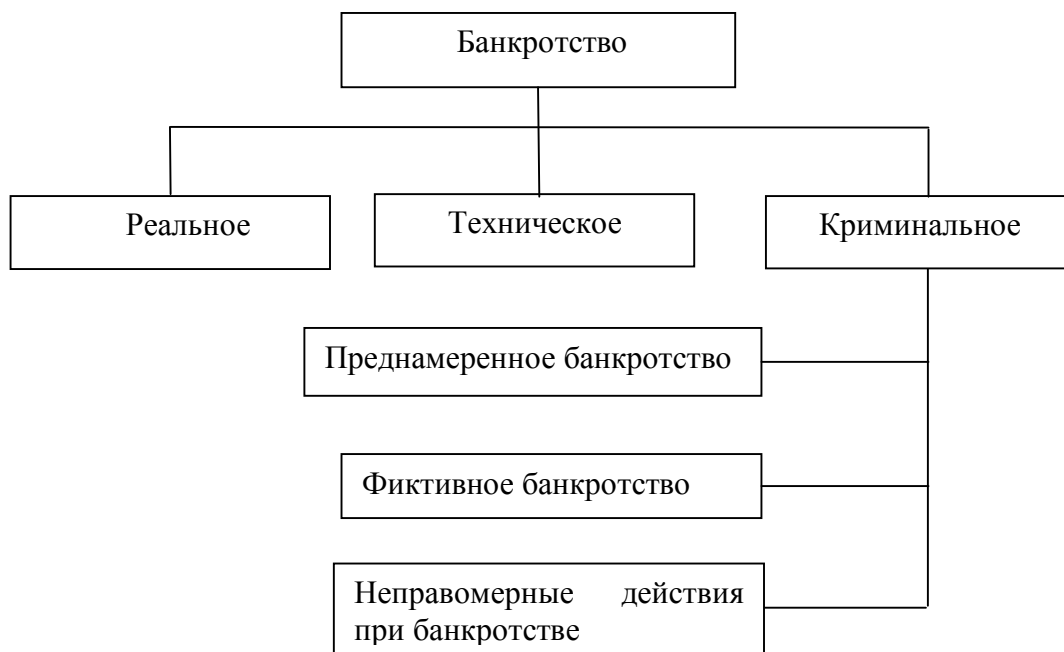 Банкротство
Реальное
Техническое
Криминальное
Преднамеренное банкротство
Фиктивное банкротство
Неправомерные действия
при банкротстве